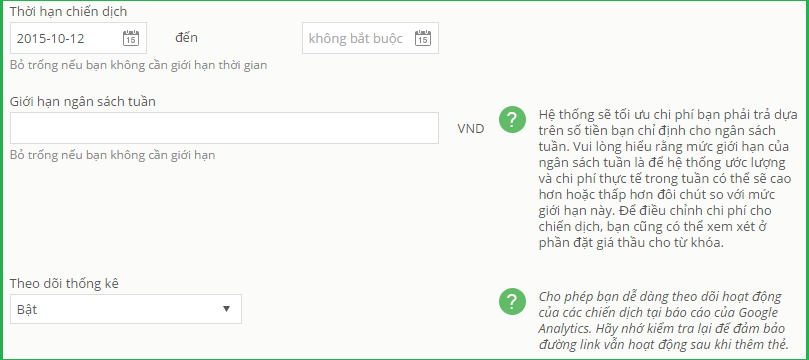 Thời hạn chiến dịch
2015-10-12 15 đến không bắt buộc 15
Bỏ trống nếu bạn không cần giới hạn thời gian
Giới hạn ngân sách tuần
VND
Bỏ trống nếu bạn không cần giới hạn
? Hệ thống sẽ tối ưu chi phí bạn phải trả dựa
trên số tiền bạn chỉ định cho ngân sách
tuần. Vui lòng hiểu rằng mức giới hạn của
ngân sách tuần là để hệ thống ước lượng
và chi phí thực tế trong tuần có thể sẽ cao
hơn hoặc thấp hơn đôi chút so với mức
giới hạn này. Để điều chỉnh chi phí cho
chiến dịch, bạn cũng có thể xem xét ở
phần đặt giá thầu cho từ khóa.
Theo dõi thống kê
Bật
? Cho phép bạn dễ dàng theo dõi hoạt động
của các chiến dịch tại báo cáo của Google
Analytics. Hãy nhớ kiểm tra lại để đảm bảo
đường link vẫn hoạt động sau khi thêm thẻ.